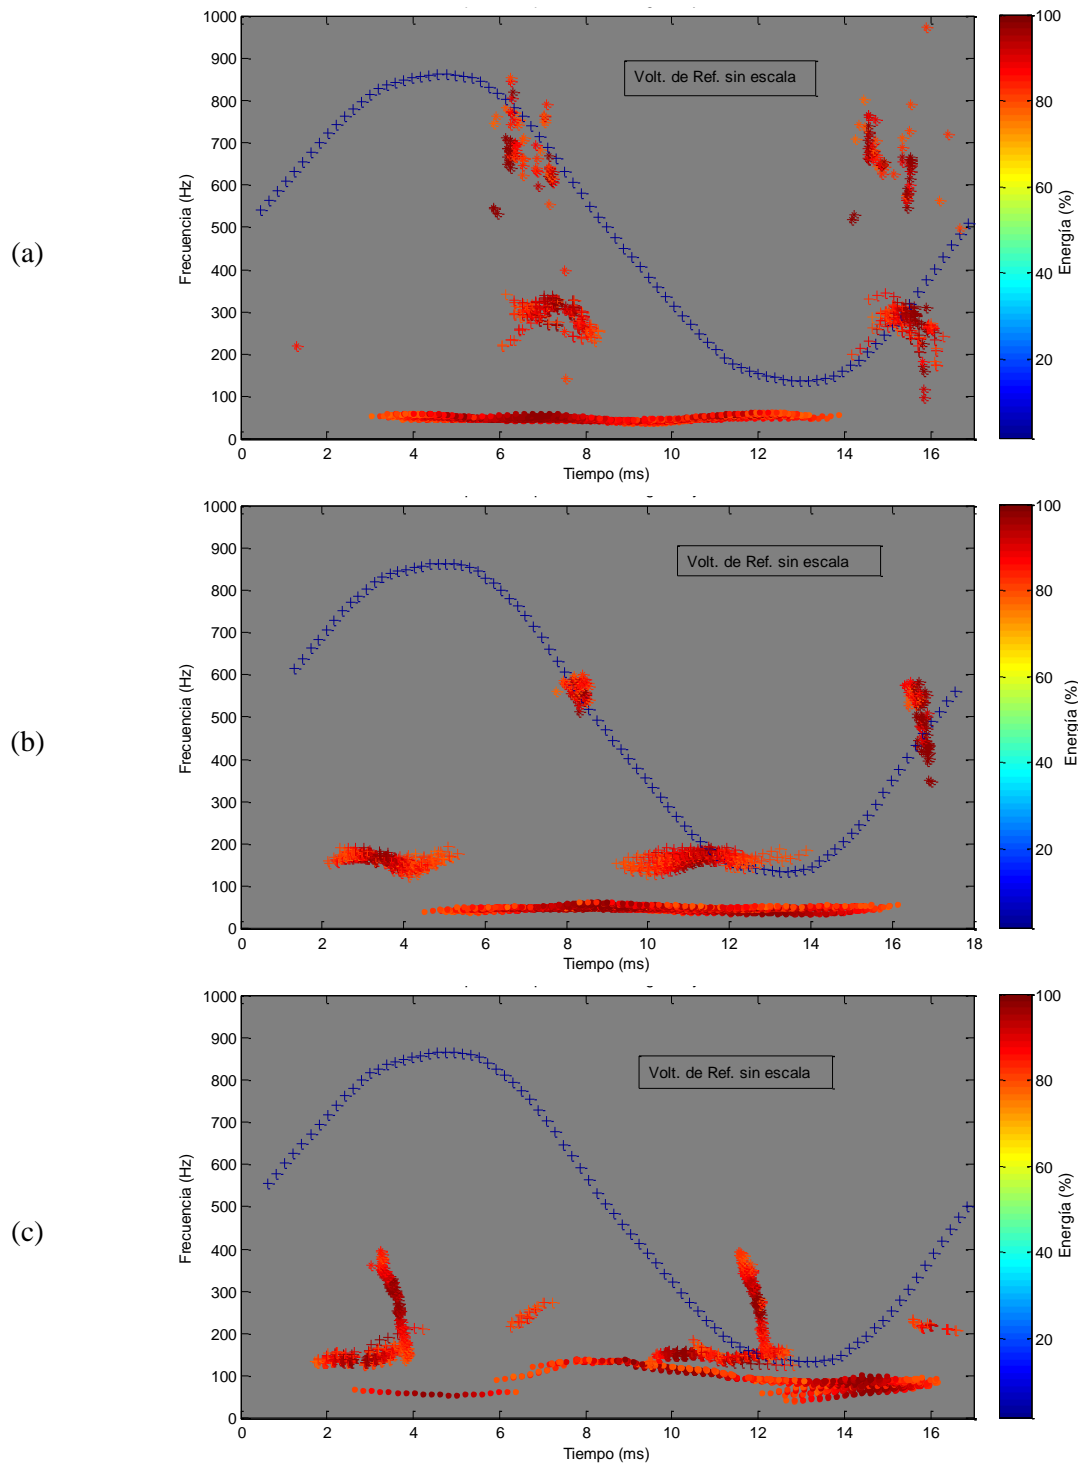 (a)
Frecuencia (Hz)
1000
900
800
700
600
500
400
300
200
100
0
Volt. de Ref. sin escala
0 2 4 6 8 10 12 14 16
Tiempo (ms)
100
80
60
40
20
Energía (%)
(b)
Frecuencia (Hz)
1000
900
800
700
600
500
400
300
200
100
0
Volt. de Ref. sin escala
0 2 4 6 8 10 12 14 16 18
Tiempo (ms)
100
80
60
40
20
Energía (%)
(c)
Frecuencia (Hz)
1000
900
800
700
600
500
400
300
200
100
0
Volt. de Ref. sin escala
0 2 4 6 8 10 12 14 16
Tiempo (ms)
100
80
60
40
20
Energía (%)